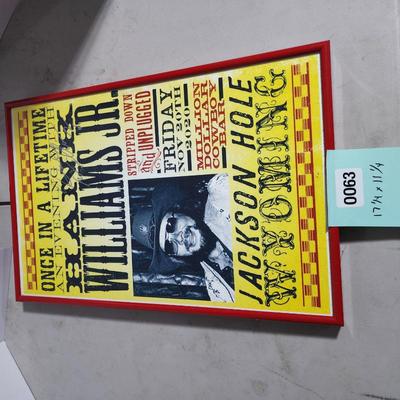 ONCE IN A LIFETIME
AN EVENING WITH
HANK
WILLIAMS JR.
STRIPPED DOWN
and UNPLUGGED
FRIDAY
NOV 20TH
2020
MILLION
DOLLAR
COWBOY
BAR
JACKSON HOLE
WYOMING
0063
17¼ x 11¼